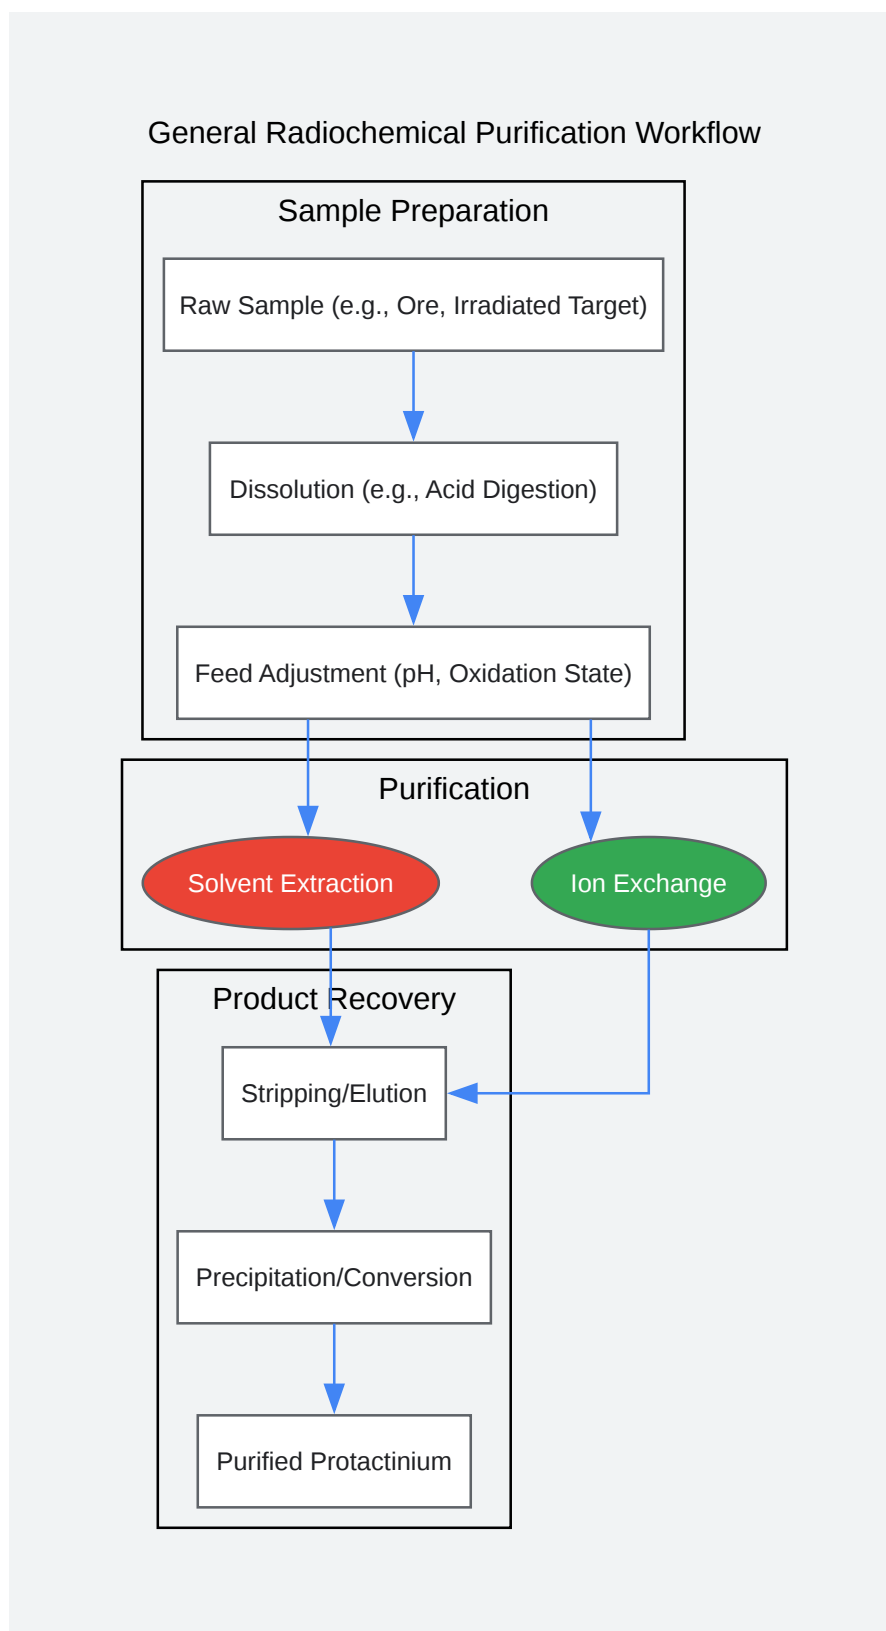 General Radiochemical Purification Workflow
Sample Preparation
Raw Sample (e.g., Ore, Irradiated Target)
Dissolution (e.g., Acid Digestion)
Feed Adjustment (pH, Oxidation State)
Purification
Solvent Extraction
Ion Exchange
Product Recovery
Stripping/Elution
Precipitation/Conversion
Purified Protactinium